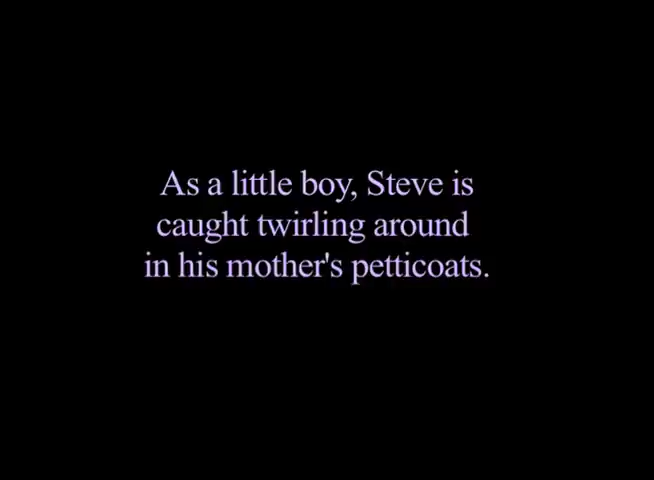 As a little boy, Steve is
caught twirling around
in his mother's petticoats.